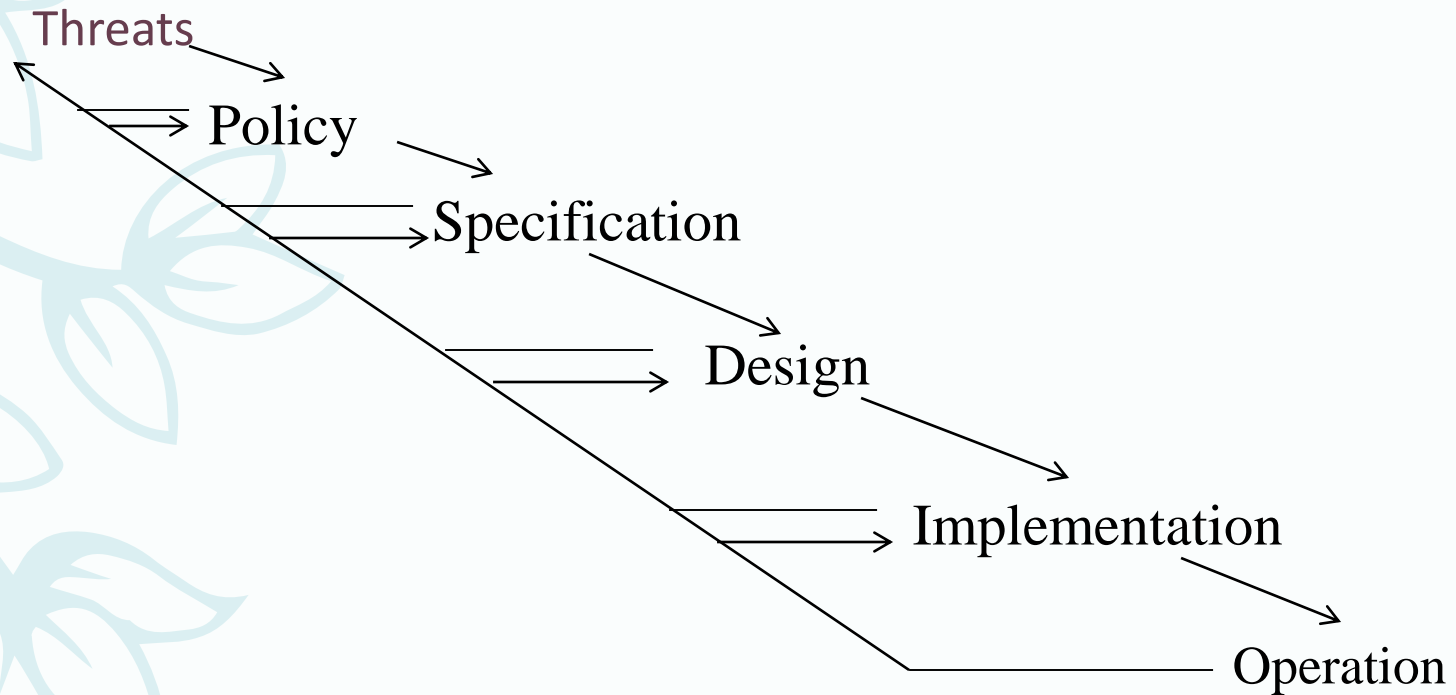 Threats
Policy
Specification
Design
Implementation
Operation